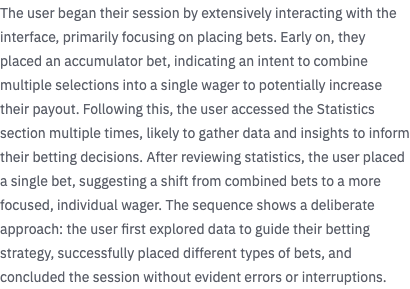 The user began their session by extensively interacting with the
interface, primarily focusing on placing bets. Early on, they
placed an accumulator bet, indicating an intent to combine
multiple selections into a single wager to potentially increase
their payout. Following this, the user accessed the Statistics
section multiple times, likely to gather data and insights to inform
their betting decisions. After reviewing statistics, the user placed
a single bet, suggesting a shift from combined bets to a more
focused, individual wager. The sequence shows a deliberate
approach: the user first explored data to guide their betting
strategy, successfully placed different types of bets, and
concluded the session without evident errors or interruptions.